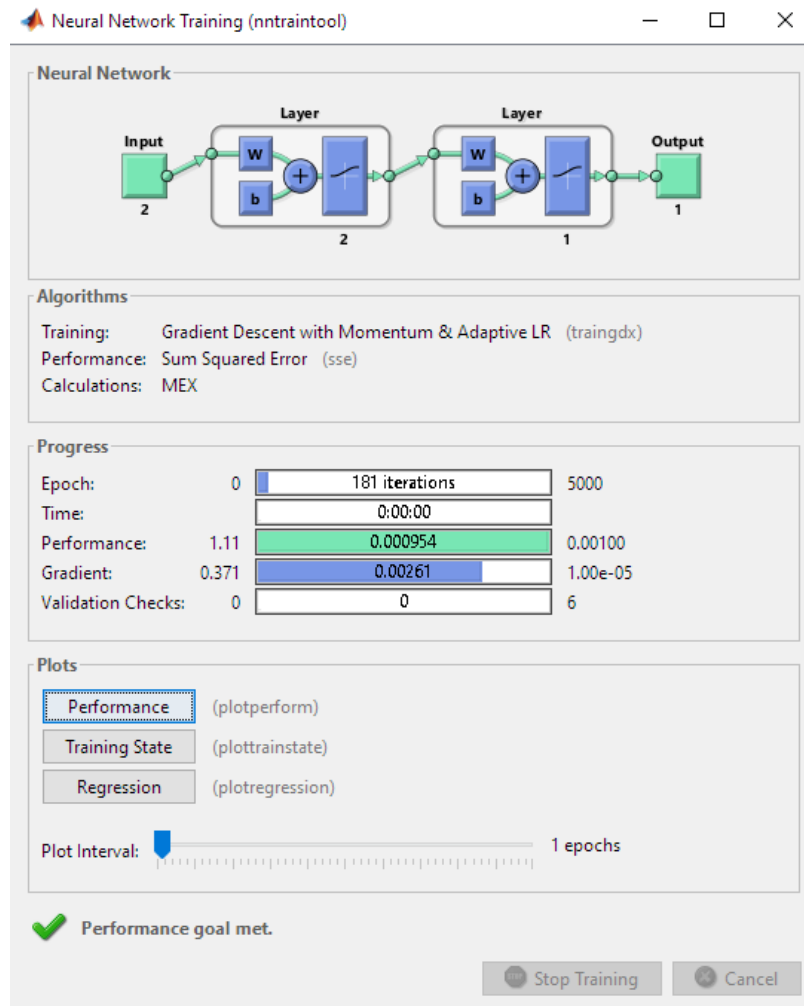 Neural Network Training (nntraintool)
Neural Network
Layer
Layer
Input
Output
W
W
b
b
2
1
2
1
Algorithms
Training: Gradient Descent with Momentum & Adaptive LR (traingdx)
Performance: Sum Squared Error (sse)
Calculations: MEX
Progress
Epoch: 0 181 iterations 5000
Time: 0:00:00
Performance: 1.11 0.000954 0.00100
Gradient: 0.371 0.00261 1.00e-05
Validation Checks: 0 0 6
Plots
Performance (plotperform)
Training State (plottrainstate)
Regression (plotregression)
Plot Interval: 1 epochs
Performance goal met.
Stop Training Cancel